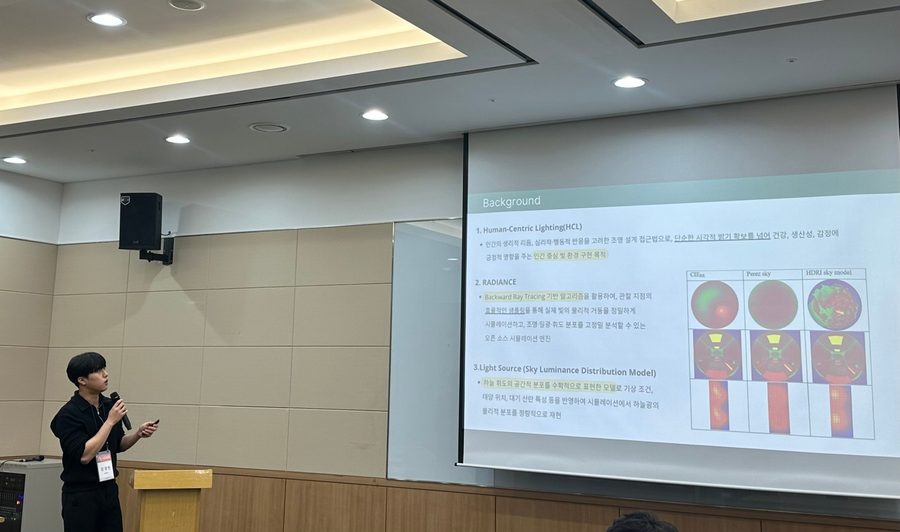 Background
1. Human-Centric Lighting(HCL)
인간의 생리적 리듬, 심리적·행동적 반응을 고려한 조명 설계 접근법으로, 단순한 시각적 밝기 확보를 넘어 건강, 생산성, 감정에
긍정적 영향을 주는 인간 중심 빛 환경 구현 목적
2. RADIANCE
Backward Ray Tracing 기반 알고리즘을 활용하여, 관찰 지점의
효율적인 샘플링을 통해 실제 빛의 물리적 거동을 정밀하게
시뮬레이션하고, 조명·일광·휘도 분포를 고정밀 분석할 수 있는
오픈 소스 시뮬레이션 엔진
3.Light Source (Sky Luminance Distribution Model)
하늘 휘도의 공간적 분포를 수학적으로 표현한 모델로 기상 조건,
태양 위치, 대기 산란 특성 등을 반영하여 시뮬레이션에서 하늘광의
물리적 분포를 정량적으로 재현
Perez sky
HDRI sky model